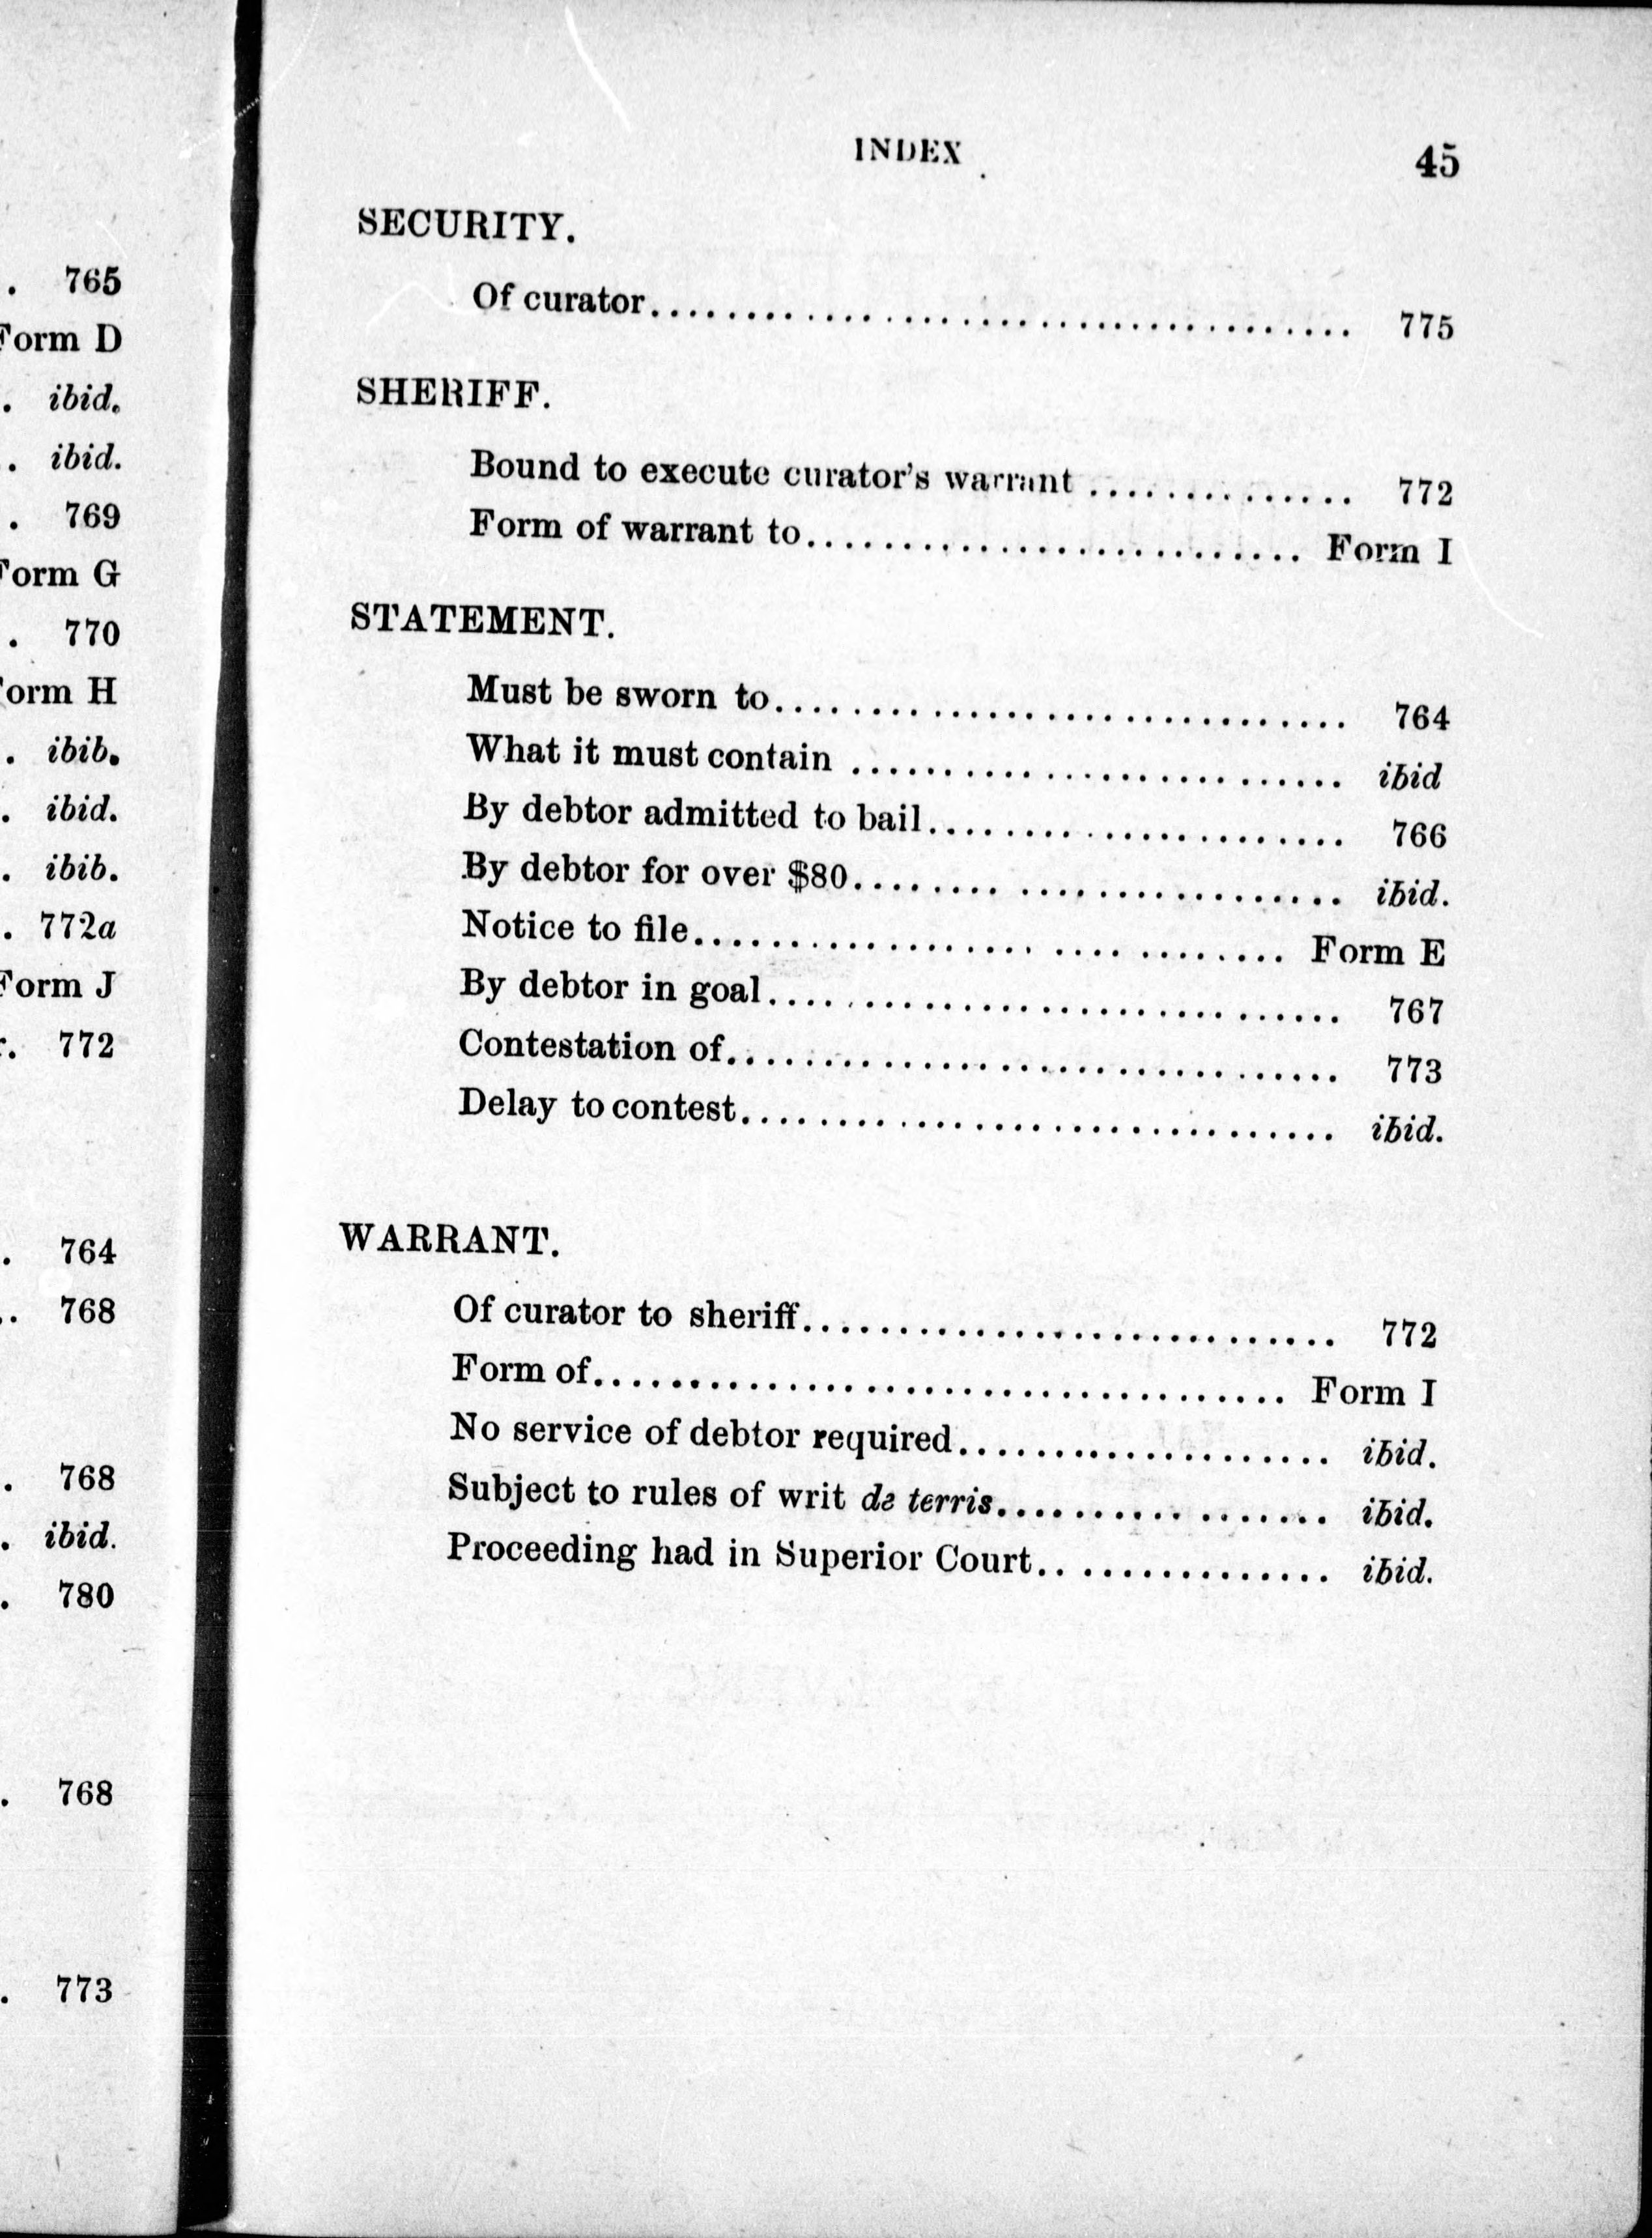 . 765
Form D
. ibid.
. ibid.
. 769
Form G
. 770
Form H
. ibib.
. ibid.
. ibib.
. 772a
Form J
r. 772
. 764
.. 768
. 768
. ibid.
. 780
. 768
. 773
INDEX 45
SECURITY.
Of curator........................................ 775
SHERIFF.
Bound to execute curator's warrant .............. 772
Form of warrant to.......................... Form I
STATEMENT.
Must be sworn to.............................. 764
What it must contain .......................... ibid
By debtor admitted to bail...................... 766
By debtor for over $80........ ................. ibid.
Notice to file.................. .... ........ Form E
By debtor in goal.............................. 767
Contestation of................................ 773
Delay to contest............................... ibid.
WARRANT.
Of curator to sheriff............................ 772
Form of.................................... Form I
No service of debtor required.................... ibid.
Subject to rules of writ de terris.......... ....... ibid.
Proceeding had in Superior Court.. ............. ibid.